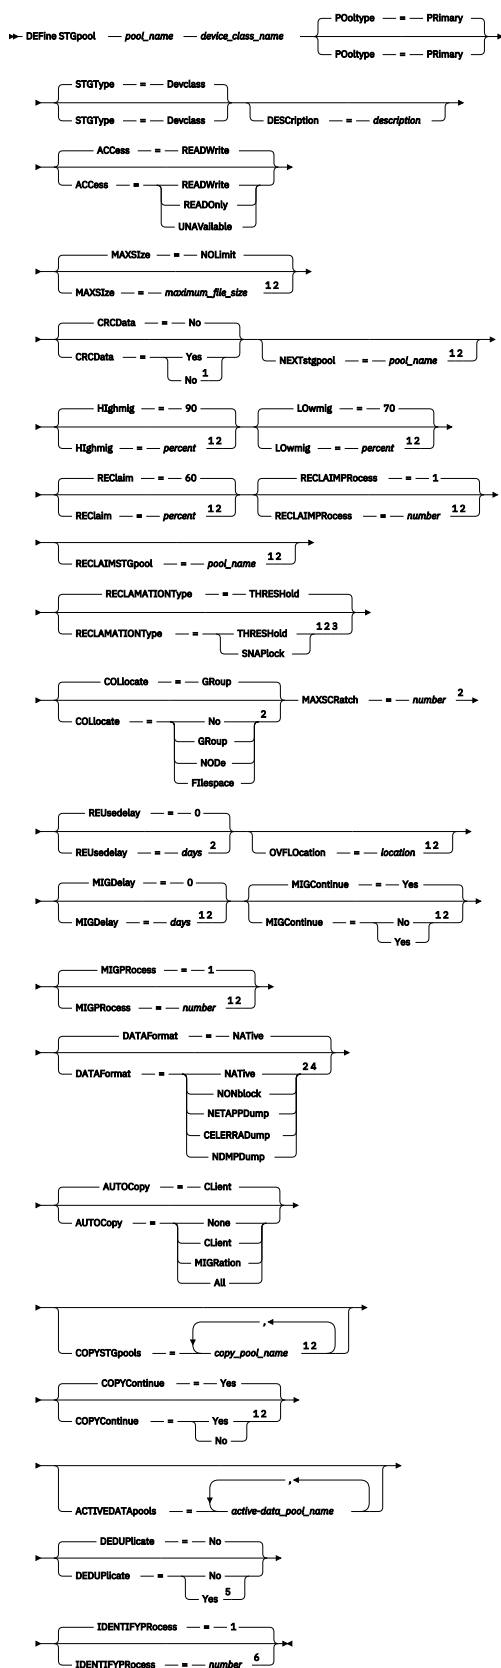 POoltype — = — PRimary
DEFine STGpool — pool_name — device_class_name
POoltype — = — PRimary
STGType — = — Devclass
STGType — = — Devclass
DESCription — = — description
ACCess — = — READWrite
ACCess — = — READWrite
READOnly
UNAVailable
MAXSIze — = — NOLimit
MAXSIze — = — maximum_file_size 1 2
CRCData — = — No
CRCData — = — Yes
No 1
NEXTstgpool — = — pool_name 1 2
HIghmig — = — 90
LOwmig — = — 70
HIghmig — = — percent 1 2
LOwmig — = — percent 1 2
REClaim — = — 60
RECLAIMPRocess — = — 1
REClaim — = — percent 1 2
RECLAIMPRocess — = — number 1 2
RECLAIMSTGpool — = — pool_name 1 2
RECLAMATIONType — = — THRESHold
RECLAMATIONType — = — THRESHold 1 2 3
SNAPlock
COLlocate — = — GRoup
MAXSCRatch — = — number 2
COLlocate — = — No 2
GRoup
NODe
FIlespace
REUsedelay — = — 0
REUsedelay — = — days 2
OVFLOcation — = — location 1 2
MIGDelay — = — 0
MIGContinue — = — Yes
MIGDelay — = — days 1 2
MIGContinue — = — No 1 2
Yes
MIGPRocess — = — 1
MIGPRocess — = — number 1 2
DATAFormat — = — NATive
DATAFormat — = — NATive 2 4
NONblock
NETAPPDump
CELERRADump
NDMPDump
AUTOCopy — = — CLient
AUTOCopy — = — None
CLient
MIGRation
All
,
COPYSTGpools — = — copy_pool_name 1 2
COPYContinue — = — Yes
COPYContinue — = — Yes 1 2
No
,
ACTIVEDATApools — = — active-data_pool_name
DEDUPlicate — = — No
DEDUPlicate — = — No
Yes 5
IDENTIFYPRocess — = — 1
IDENTIFYPRocess — = — number 6